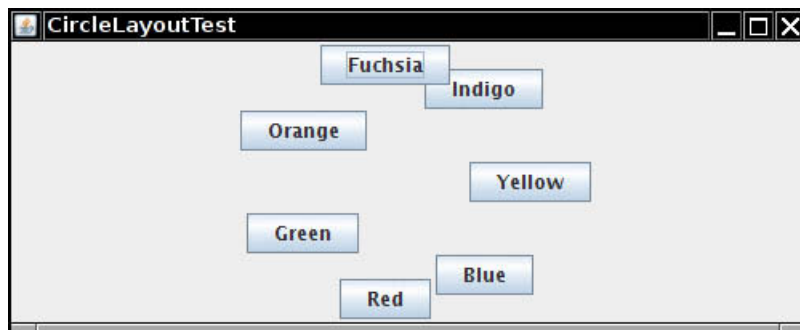 CircleLayoutTest
Fuchsia
Indigo
Orange
Yellow
Green
Blue
Red